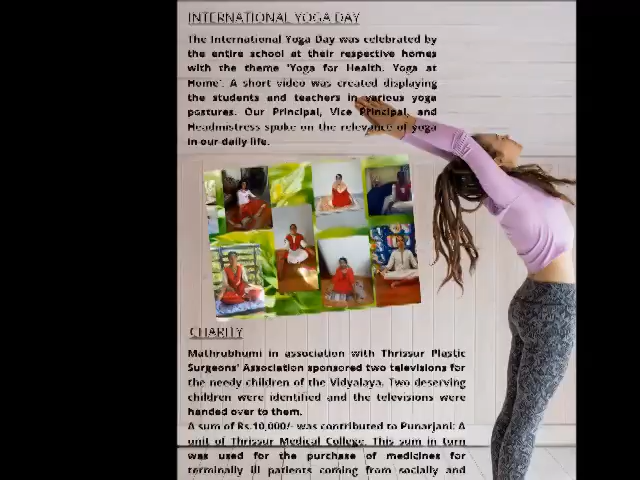 INTERNATIONAL YOGA DAY
The International Yoga Day was celebrated by
the entire school at their respective homes
with the theme 'Yoga for Health. Yoga at
Home'. A short video was created displaying
the students and teachers in various yoga
postures. Our Principal, Vice Principal, and
Headmistress spoke on the relevance of yoga
in our daily life.
CHARITY
Mathrubhumi in association with Thrissur Plastic
Surgeons' Association sponsored two televisions for
the needy children of the Vidyalaya. Two deserving
children were identified and the televisions were
handed over to them.
A sum of Rs.10,000/- was contributed to Punarjani: A
unit of Thrissur Medical College. This sum in turn
was used for the purchase of medicines for
terminally ill patients coming from socially and